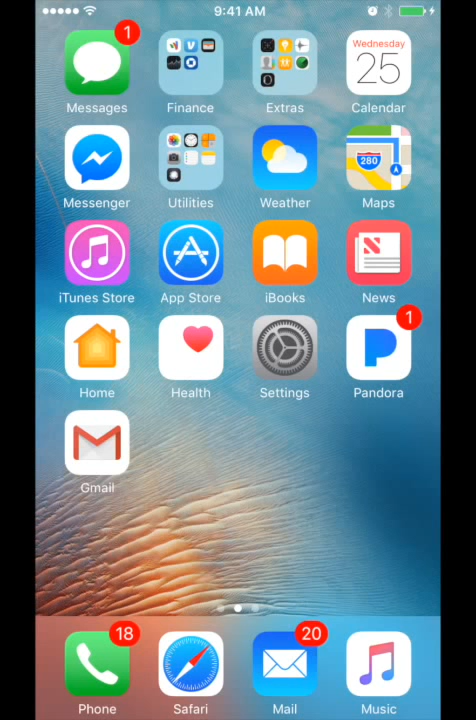 9:41 AM
1
Messages
Finance
Extras
Wednesday
25
Calendar
Messenger
Utilities
Weather
280
Maps
iTunes Store
App Store
iBooks
News
1
Home
Health
Settings
Pandora
Gmail
18
20
Phone
Safari
Mail
Music